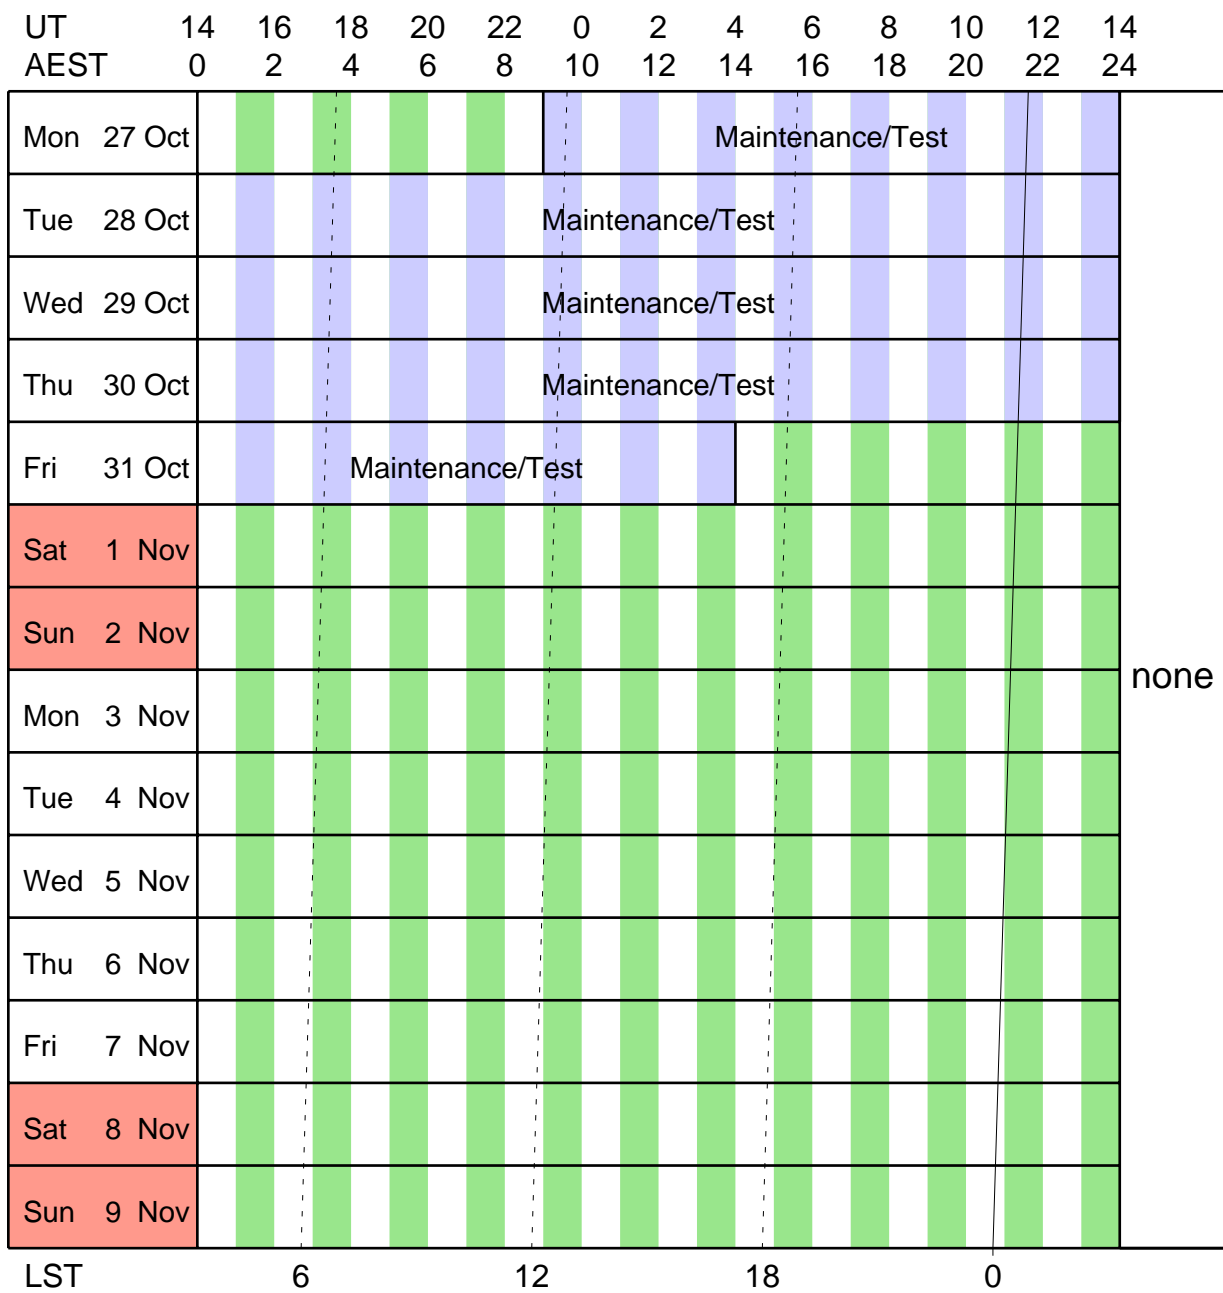 UT 14 16 18 20 22 0 2 4 6 8 10 12 14
AEST 0 2 4 6 8 10 12 14 16 18 20 22 24
Mon 27 Oct Maintenance/Test
Tue 28 Oct Maintenance/Test
Wed 29 Oct Maintenance/Test
Thu 30 Oct Maintenance/Test
Fri 31 Oct Maintenance/Test
Sat 1 Nov
Sun 2 Nov
none
Mon 3 Nov
Tue 4 Nov
Wed 5 Nov
Thu 6 Nov
Fri 7 Nov
Sat 8 Nov
Sun 9 Nov
LST 6 12 18 0